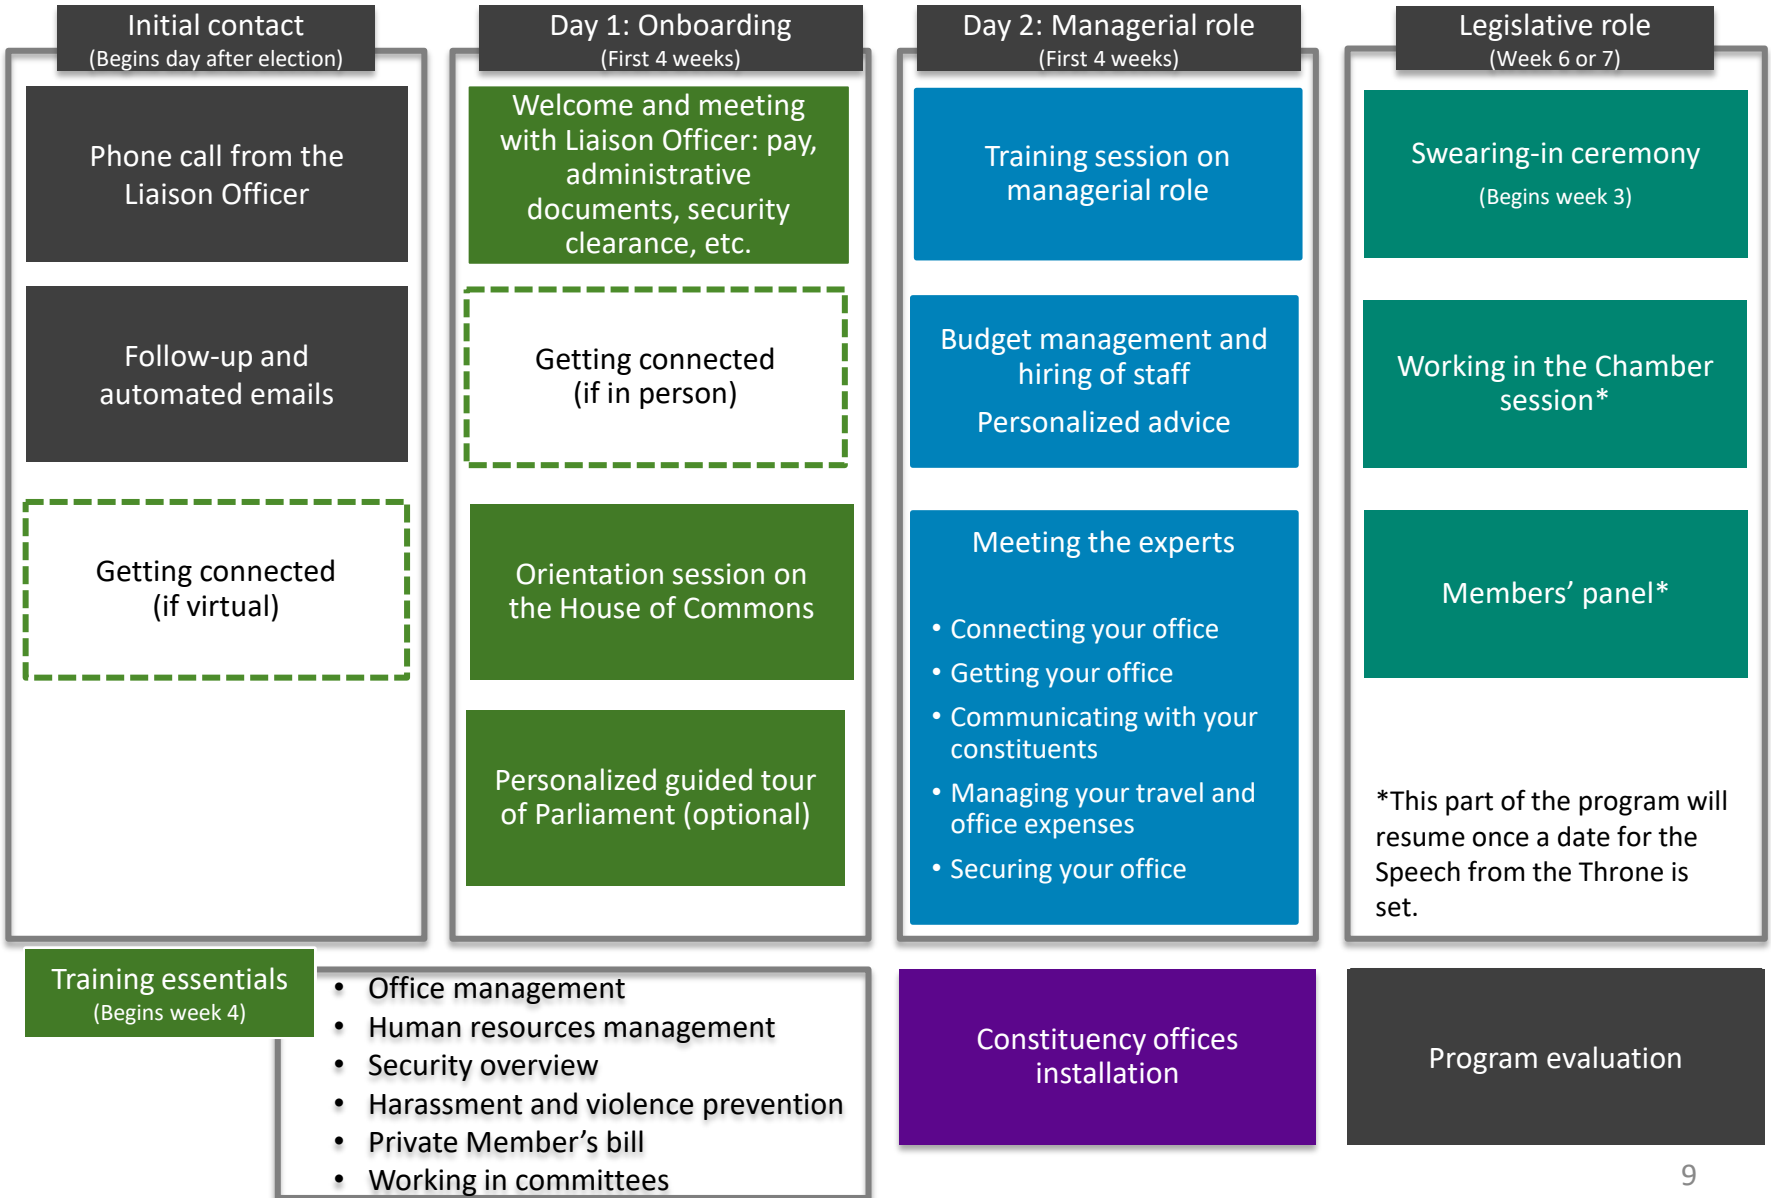 Initial contact
(Begins day after election)
Phone call from the
Liaison Officer
Follow-up and
automated emails
Getting connected
(if virtual)
Day 1: Onboarding
(First 4 weeks)
Welcome and meeting
with Liaison Officer: pay,
administrative
documents, security
clearance, etc.
Getting connected
(if in person)
Orientation session on
the House of Commons
Personalized guided tour
of Parliament (optional)
Day 2: Managerial role
(First 4 weeks)
Training session on
managerial role
Budget management and
hiring of staff
Personalized advice
Meeting the experts
• Connecting your office
• Getting your office
• Communicating with your
constituents
• Managing your travel and
office expenses
• Securing your office
Legislative role
(Week 6 or 7)
Swearing-in ceremony
(Begins week 3)
Working in the Chamber
session*
Members’ panel*
*This part of the program will
resume once a date for the
Speech from the Throne is
set.
Training essentials
(Begins week 4)
• Office management
• Human resources management
• Security overview
• Harassment and violence prevention
• Private Member’s bill
• Working in committees
Constituency offices
installation
Program evaluation
9